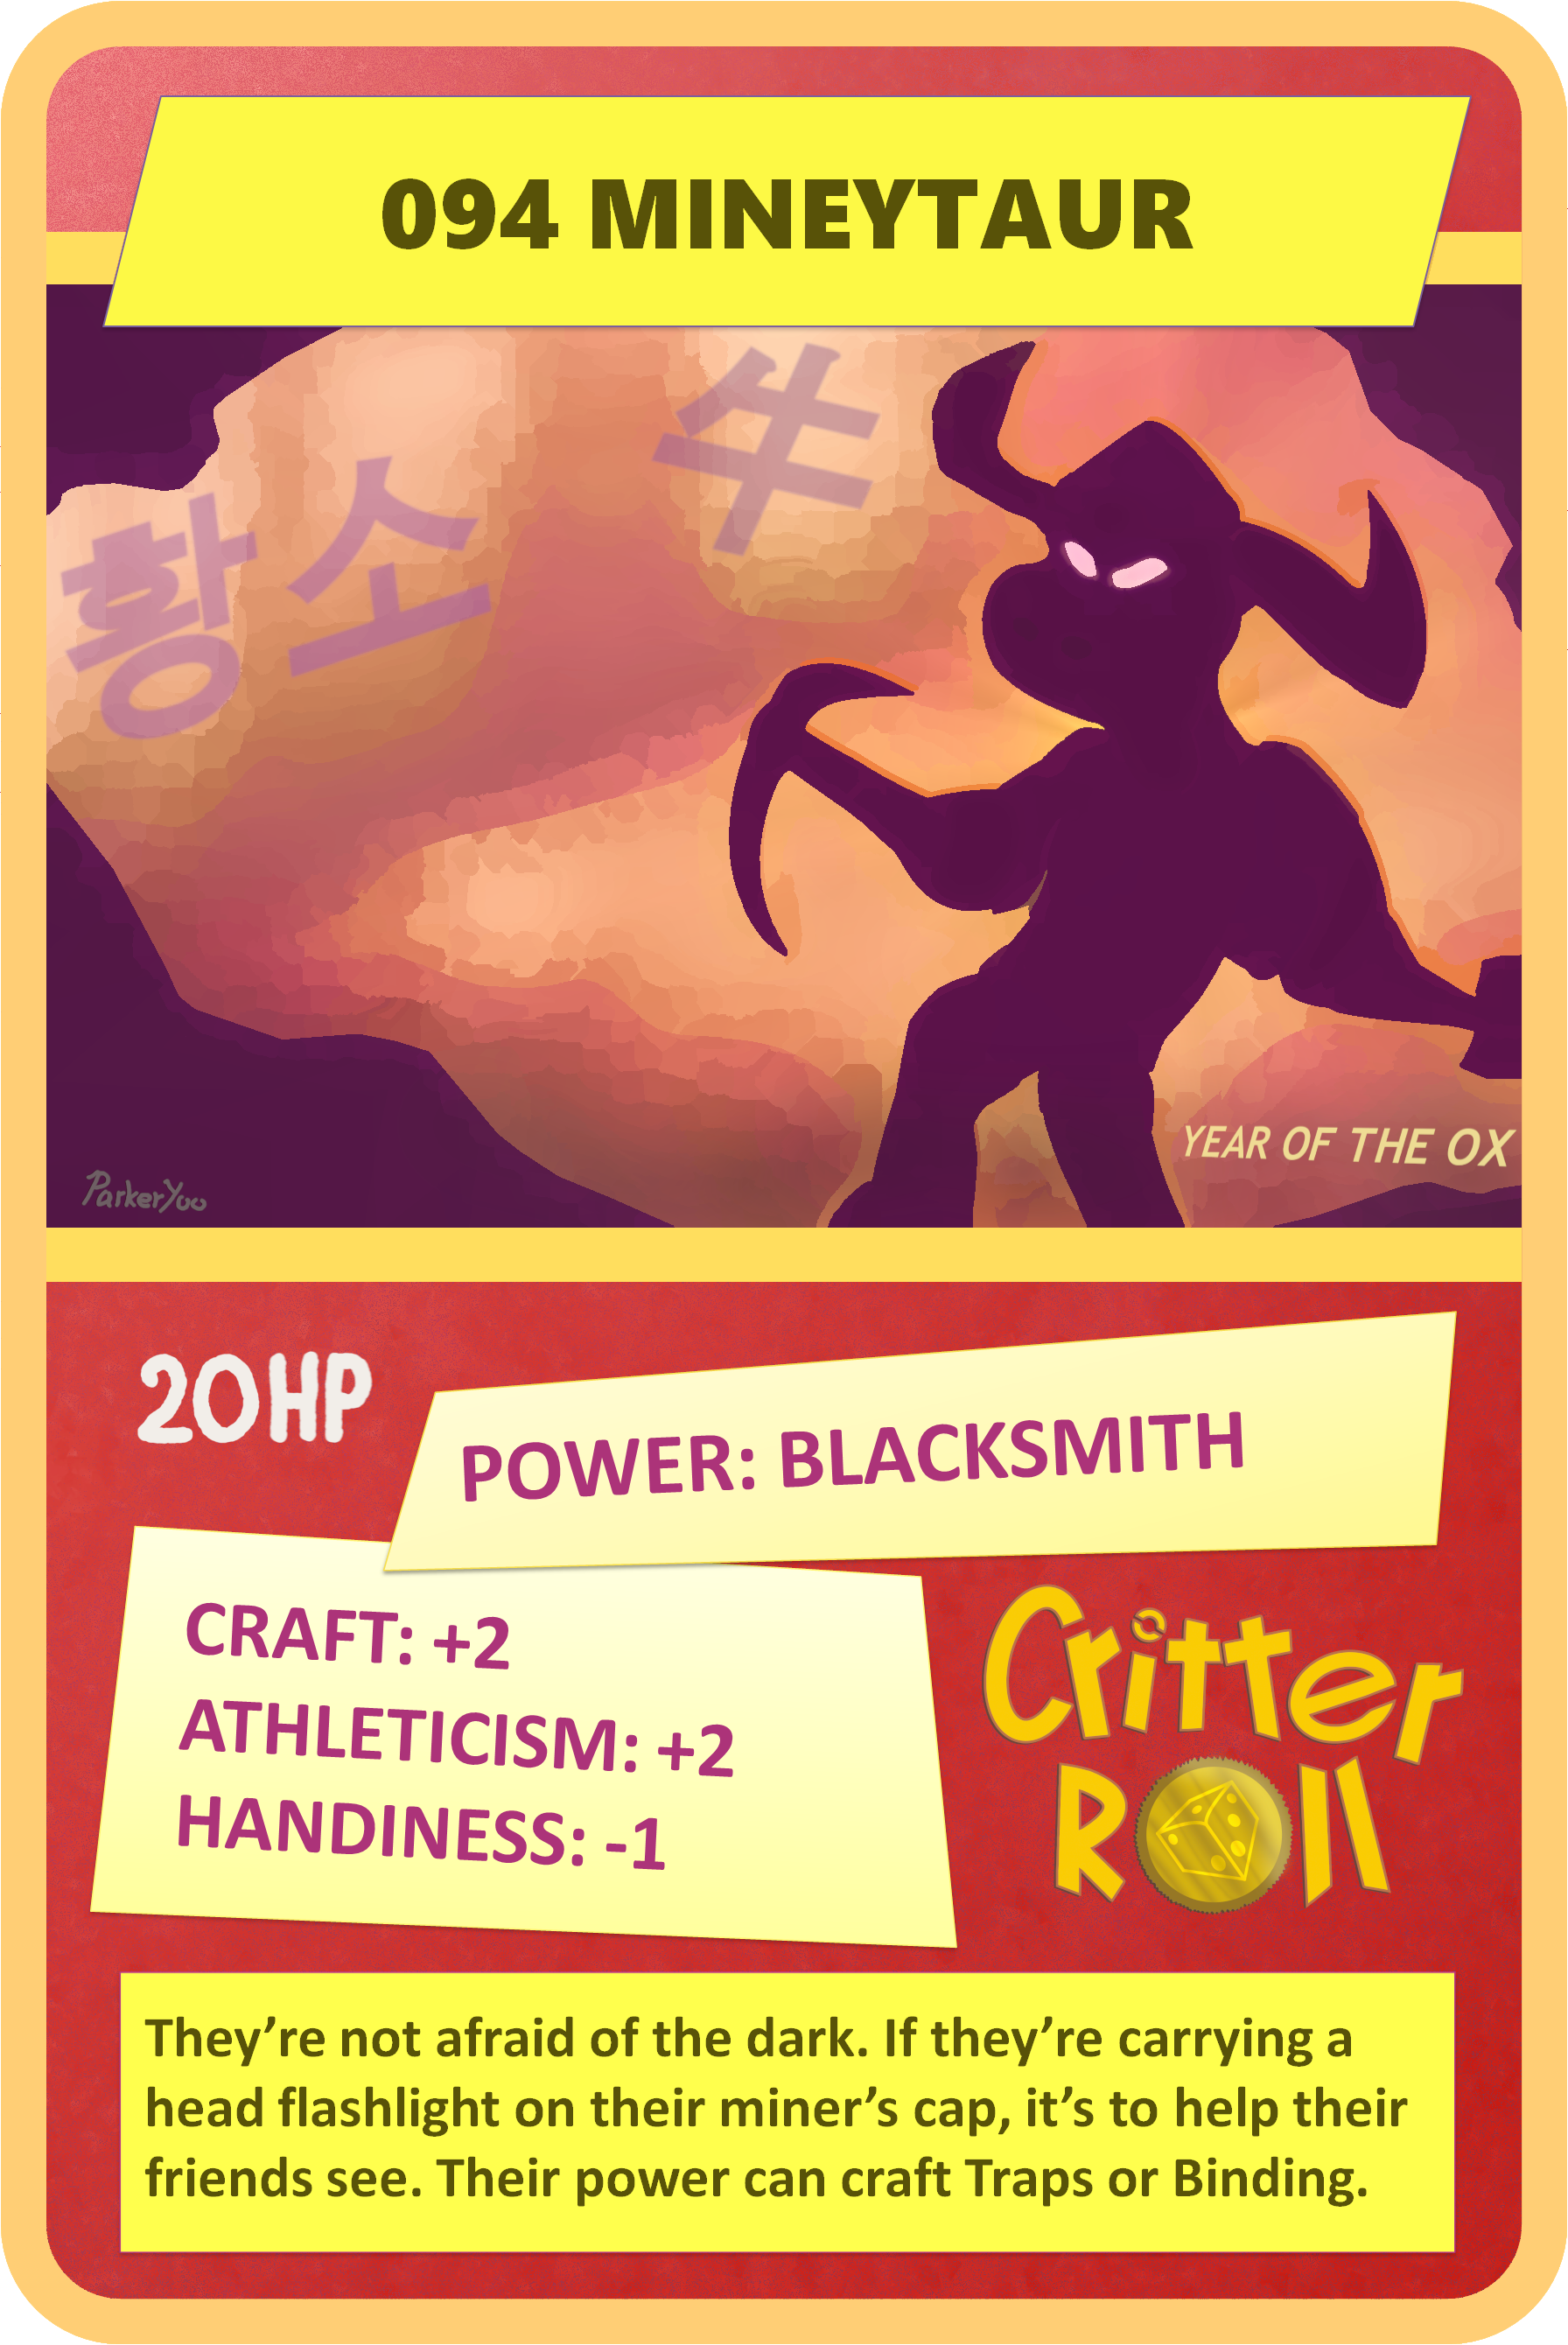 094 MINEYTAUR
황소
牛
YEAR OF THE OX
ParkerYoo
20HP
POWER: BLACKSMITH
CRAFT: +2
ATHLETICISM: +2
HANDINESS: -1
Critter
Roll
They’re not afraid of the dark. If they’re carrying a
head flashlight on their miner’s cap, it’s to help their
friends see. Their power can craft Traps or Binding.